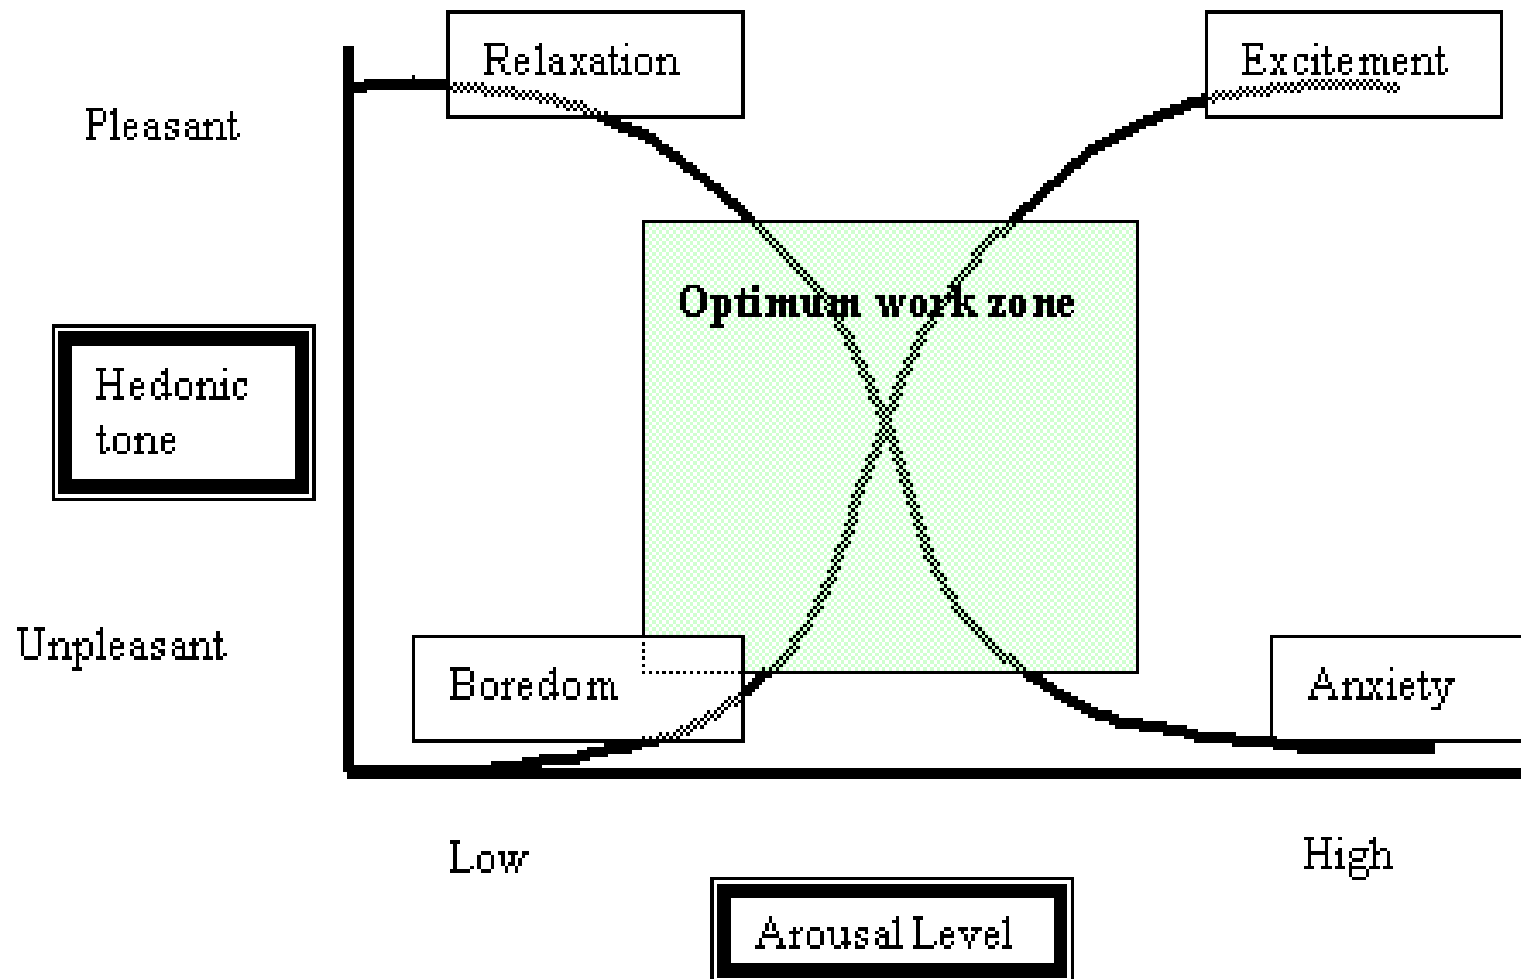 Relaxation
Excitement
Pleasant
Optimum work zone
Hedonic
tone
Unpleasant
Boredom
Anxiety
Low
High
Arousal Level